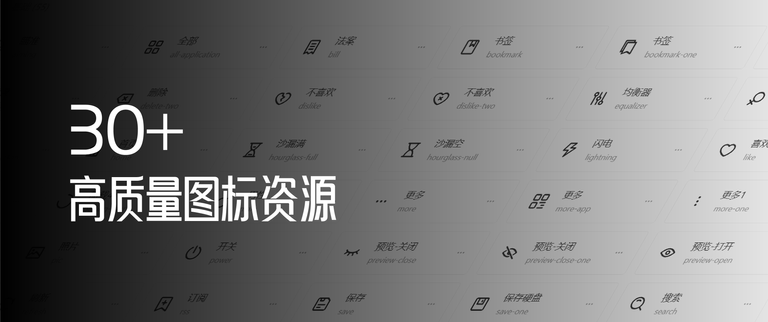 全部
all-application
法案
bill
书签
bookmark
书签
bookmark-one
删除
delete-two
不喜欢
dislike
不喜欢
dislike-two
均衡器
equalizer
30+
沙漏满
hourglass-full
沙漏空
hourglass-null
闪电
lightning
喜欢
like
高质量图标资源
更多
more
更多
more-app
更多1
more-one
开关
power
预览-关闭
preview-close
预览-关闭
preview-close-one
预览-打开
preview-open
订阅
保存
save
保存硬盘
save-one
搜索
search